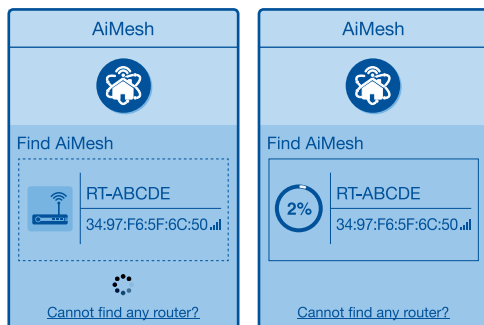 AiMesh
Find AiMesh
RT-ABCDE
34:97:F6:5F:6C:50
Cannot find any router?
AiMesh
Find AiMesh
2%
RT-ABCDE
34:97:F6:5F:6C:50
Cannot find any router?